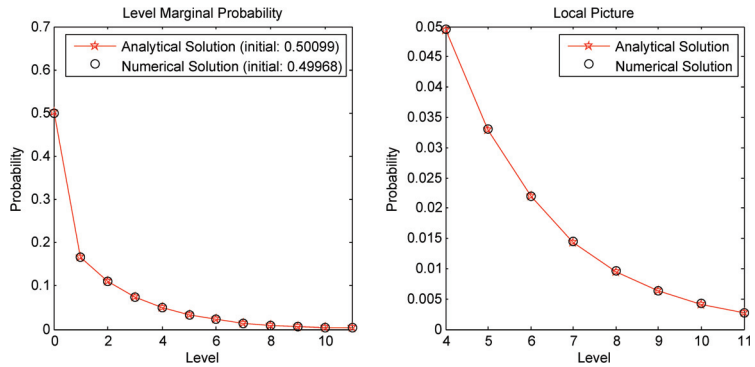 Level Marginal Probability
0.7
0.6
0.5
0.4
0.3
0.2
0.1
0
Probability
Analytical Solution (initial: 0.50099)
Numerical Solution (initial: 0.49968)
0 2 4 6 8 10
Level
Local Picture
0.05
0.045
0.04
0.035
0.03
0.025
0.02
0.015
0.01
0.005
0
Probability
Analytical Solution
Numerical Solution
4 5 6 7 8 9 10 11
Level